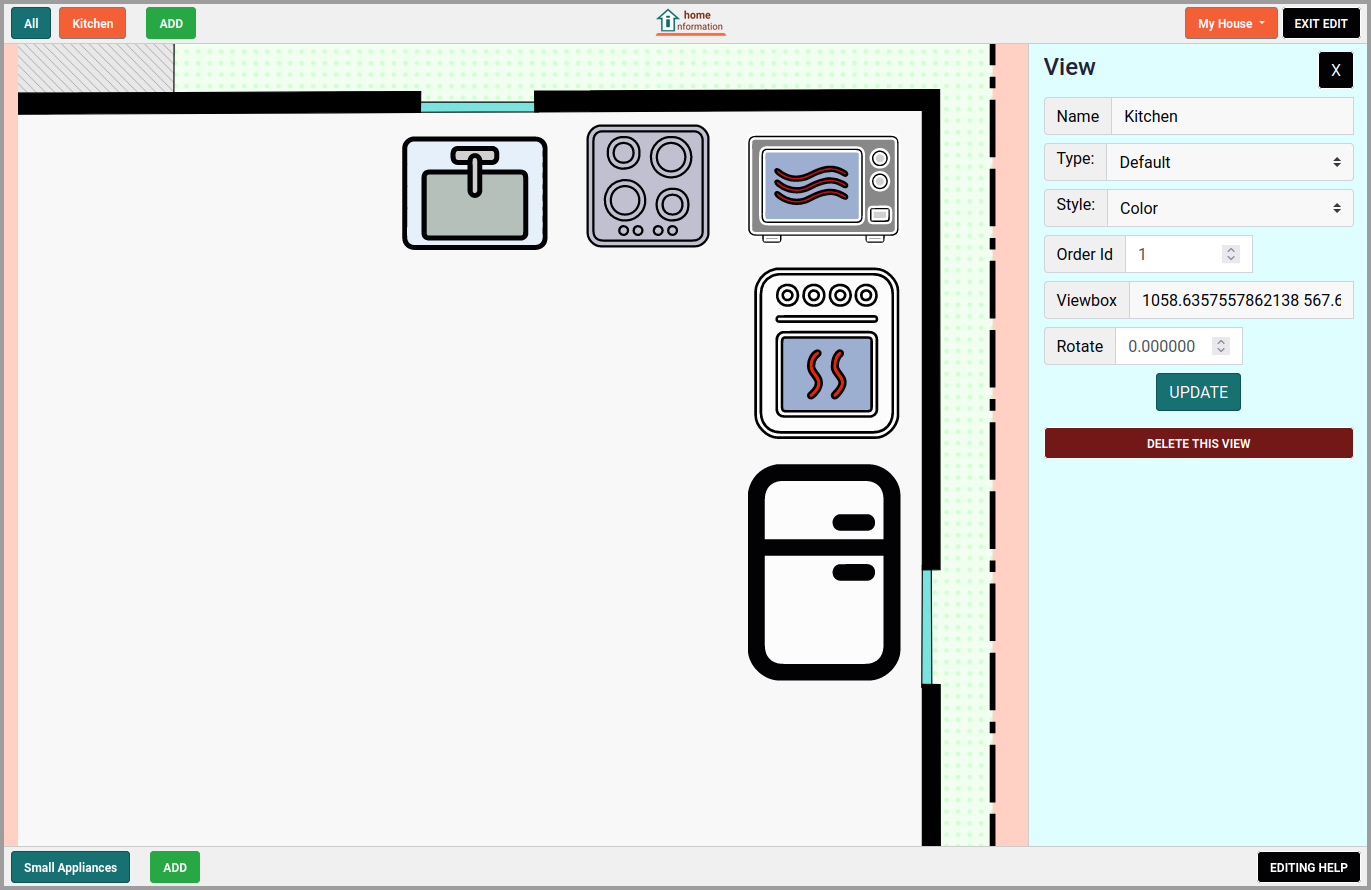 All
Kitchen
ADD
home
information
My House
EXIT EDIT
View
X
Name
Kitchen
Type:
Default
Style:
Color
Order Id
1
Viewbox
1058.6357557862138 567.6
Rotate
0.000000
UPDATE
DELETE THIS VIEW
Small Appliances
ADD
EDITING HELP